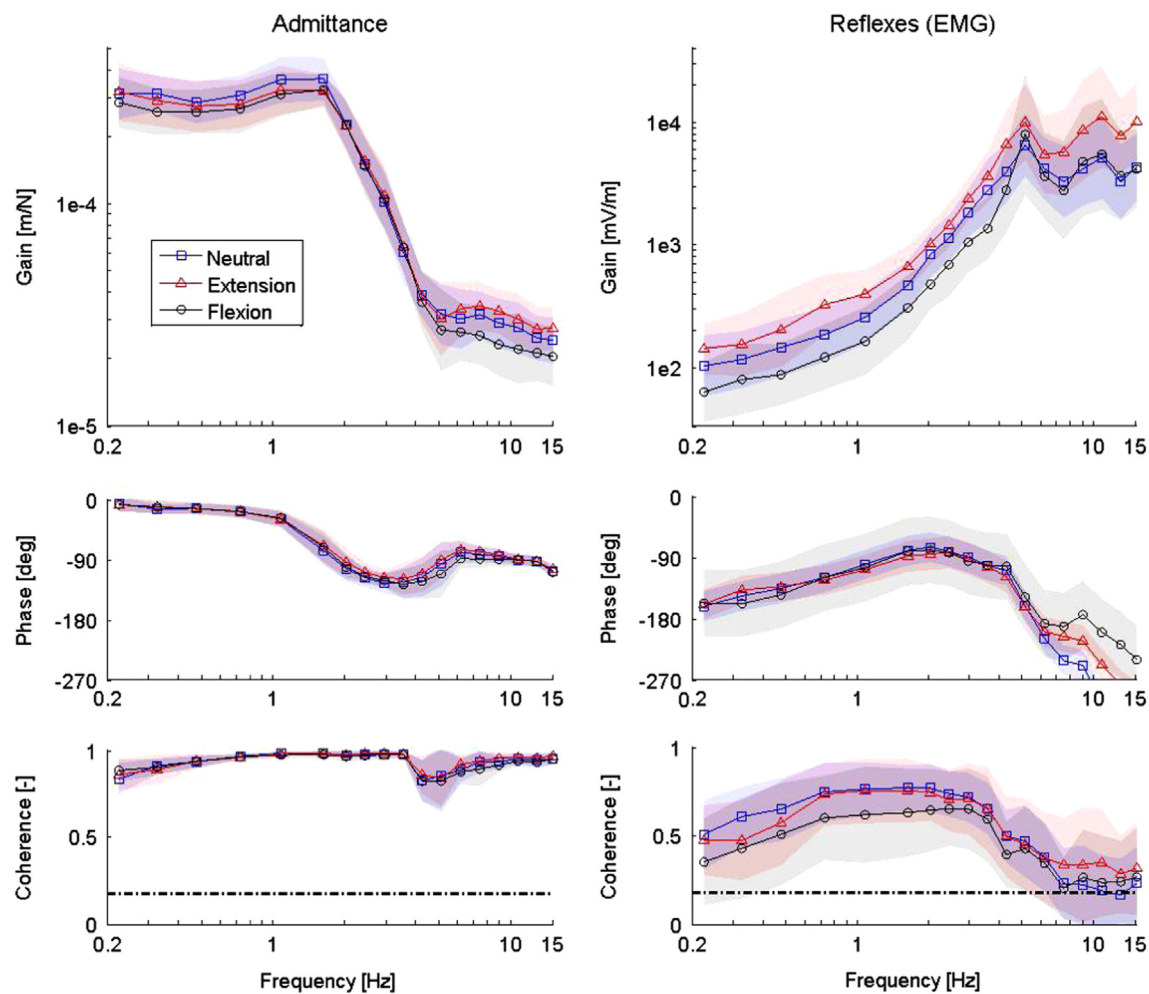 Admittance
Reflexes (EMG)
Gain [m/N]
1e-4
1e-5
Neutral
Extension
Flexion
0.2 1 10 15
Gain [mV/m]
1e4
1e3
1e2
0.2 1 10 15
Phase [deg]
0
-90
-180
-270
0.2 1 10 15
Phase [deg]
0
-90
-180
-270
0.2 1 10 15
Coherence [-]
1
0.5
0
0.2 1 10 15
Frequency [Hz]
Coherence [-]
1
0.5
0
0.2 1 10 15
Frequency [Hz]